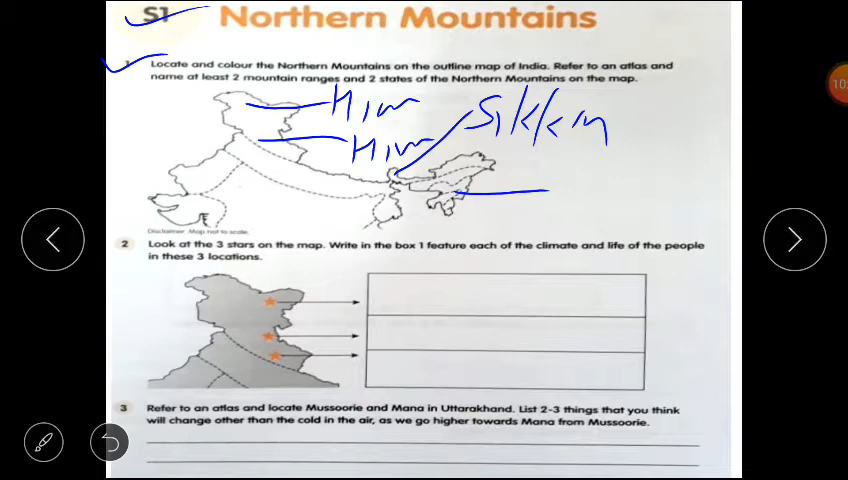 S1 Northern Mountains
1 Locate and colour the Northern Mountains on the outline map of India. Refer to an atlas and
name at least 2 mountain ranges and 2 states of the Northern Mountains on the map.
Him
Him
Sikkim
Disclaimer: Map not to scale.
2 Look at the 3 stars on the map. Write in the box 1 feature each of the climate and life of the people
in these 3 locations.
3 Refer to an atlas and locate Mussoorie and Mana in Uttarakhand. List 2-3 things that you think
will change other than the cold in the air, as we go higher towards Mana from Mussoorie.